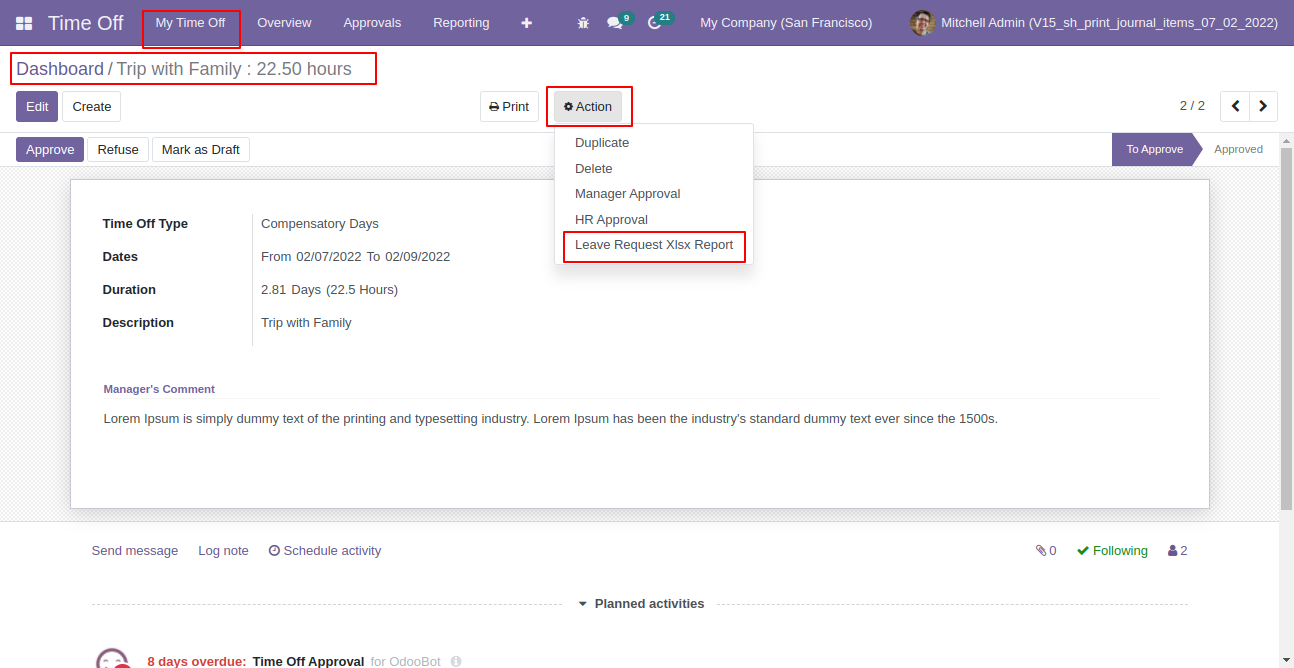 Time Off My Time Off Overview Approvals Reporting 9 21 My Company (San Francisco) Mitchell Admin (V15_sh_print_journal_items_07_02_2022)
Dashboard / Trip with Family : 22.50 hours
Edit Create Print Action 2 / 2
Approve Refuse Mark as Draft To Approve Approved
Duplicate
Delete
Manager Approval
HR Approval
Leave Request Xlsx Report
Time Off Type Compensatory Days
Dates From 02/07/2022 To 02/09/2022
Duration 2.81 Days (22.5 Hours)
Description Trip with Family
Manager's Comment
Lorem Ipsum is simply dummy text of the printing and typesetting industry. Lorem Ipsum has been the industry's standard dummy text ever since the 1500s.
Send message Log note Schedule activity 0 Following 2
Planned activities
8 days overdue: Time Off Approval for OdooBot